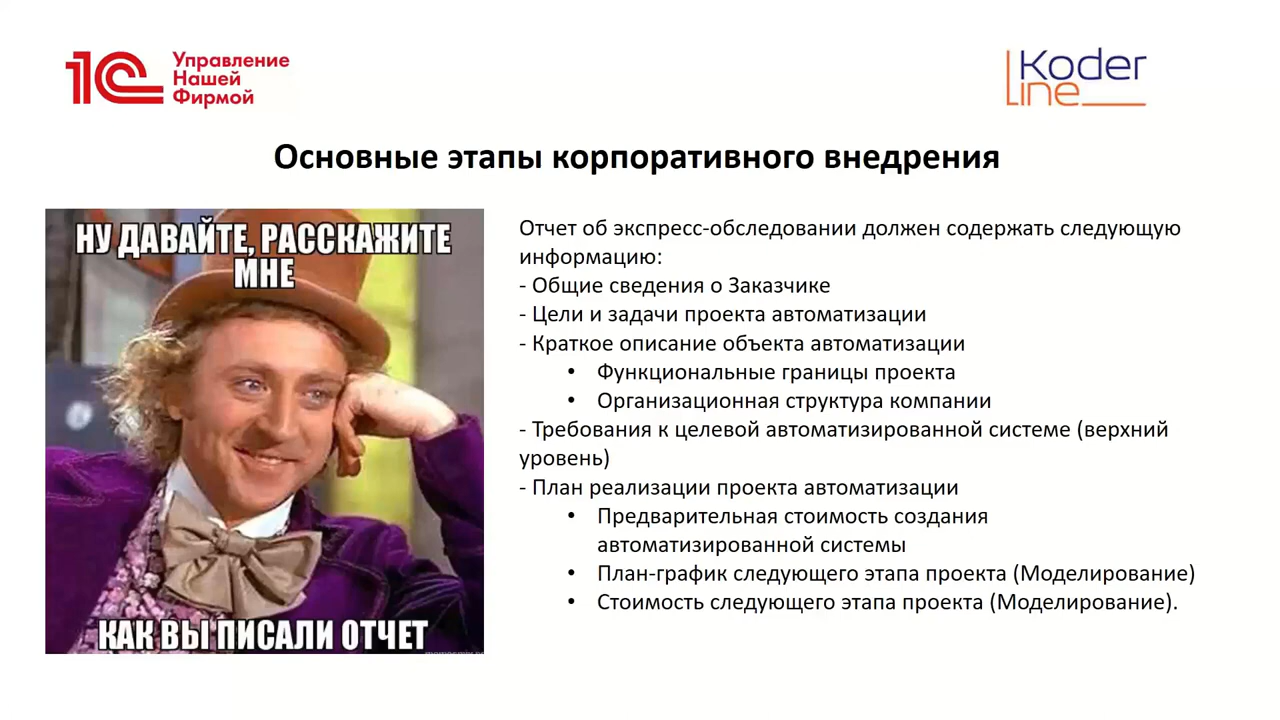 1С
Управление
Нашей
Фирмой
Koder
Line
Основные этапы корпоративного внедрения
НУ ДАВАЙТЕ, РАССКАЖИТЕ
МНЕ
КАК ВЫ ПИСАЛИ ОТЧЕТ
Отчет об экспресс-обследовании должен содержать следующую
информацию:
- Общие сведения о Заказчике
- Цели и задачи проекта автоматизации
- Краткое описание объекта автоматизации
• Функциональные границы проекта
• Организационная структура компании
- Требования к целевой автоматизированной системе (верхний
уровень)
- План реализации проекта автоматизации
• Предварительная стоимость создания
автоматизированной системы
• План-график следующего этапа проекта (Моделирование)
• Стоимость следующего этапа проекта (Моделирование).